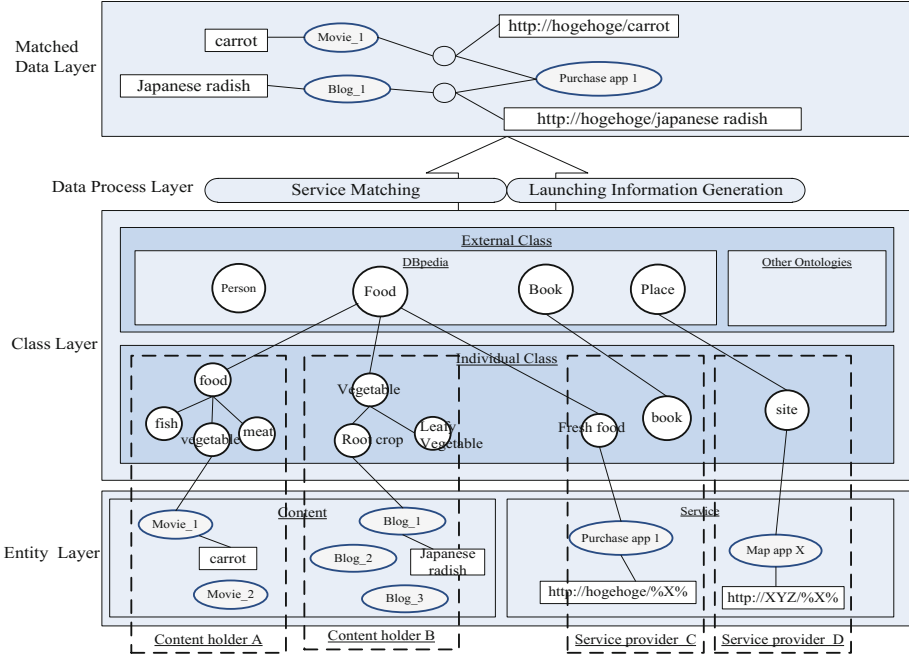 Matched
Data Layer
carrot
Movie_1
http://hogehoge/carrot
Japanese radish
Blog_1
Purchase app 1
http://hogehoge/japanese radish
Data Process Layer
Service Matching
Launching Information Generation
Class Layer
External Class
DBpedia
Other Ontologies
Person
Food
Book
Place
Individual Class
food
fish
vegetable
meat
Vegetable
Root crop
Leafy
Vegetable
Fresh food
book
site
Entity Layer
Content
Service
Movie_1
carrot
Movie_2
Blog_1
Blog_2
Japanese
radish
Blog_3
Purchase app 1
http://hogehoge/%X%
Map app X
http://XYZ/%X%
Content holder A
Content holder B
Service provider C
Service provider D